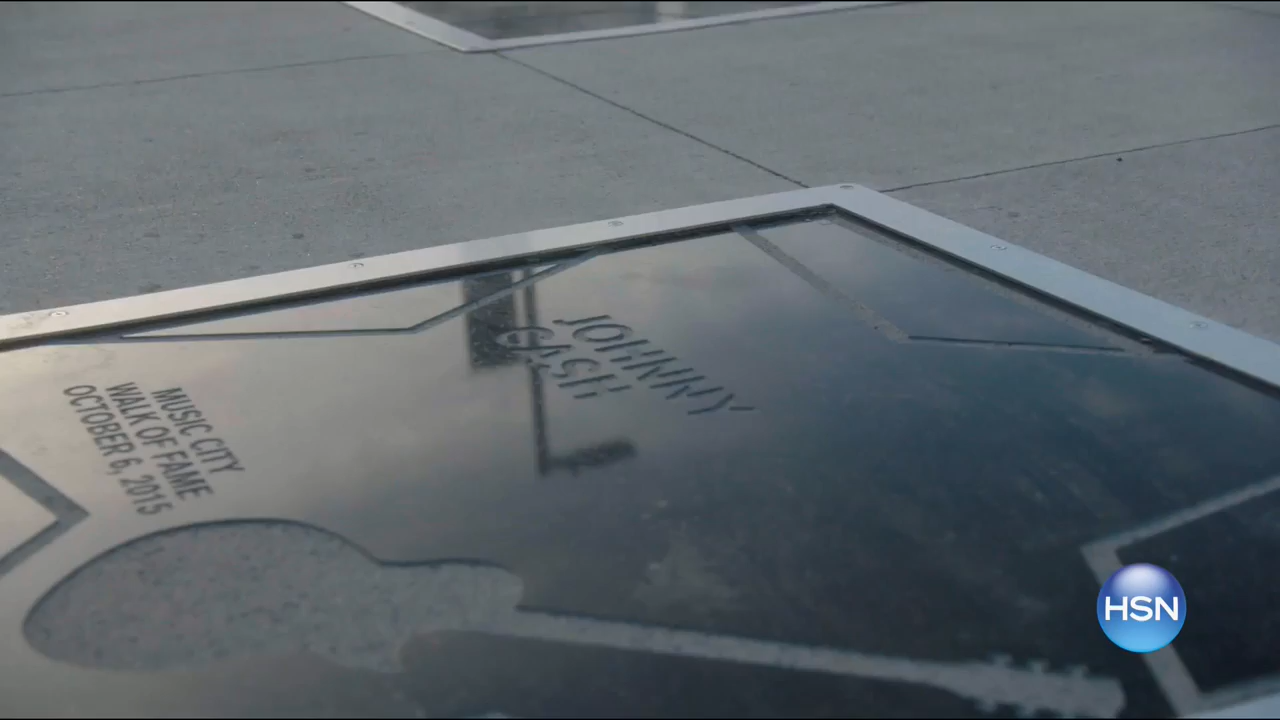 JOHNNY
CASH
MUSIC CITY
WALK OF FAME
OCTOBER 6, 2015
HSN